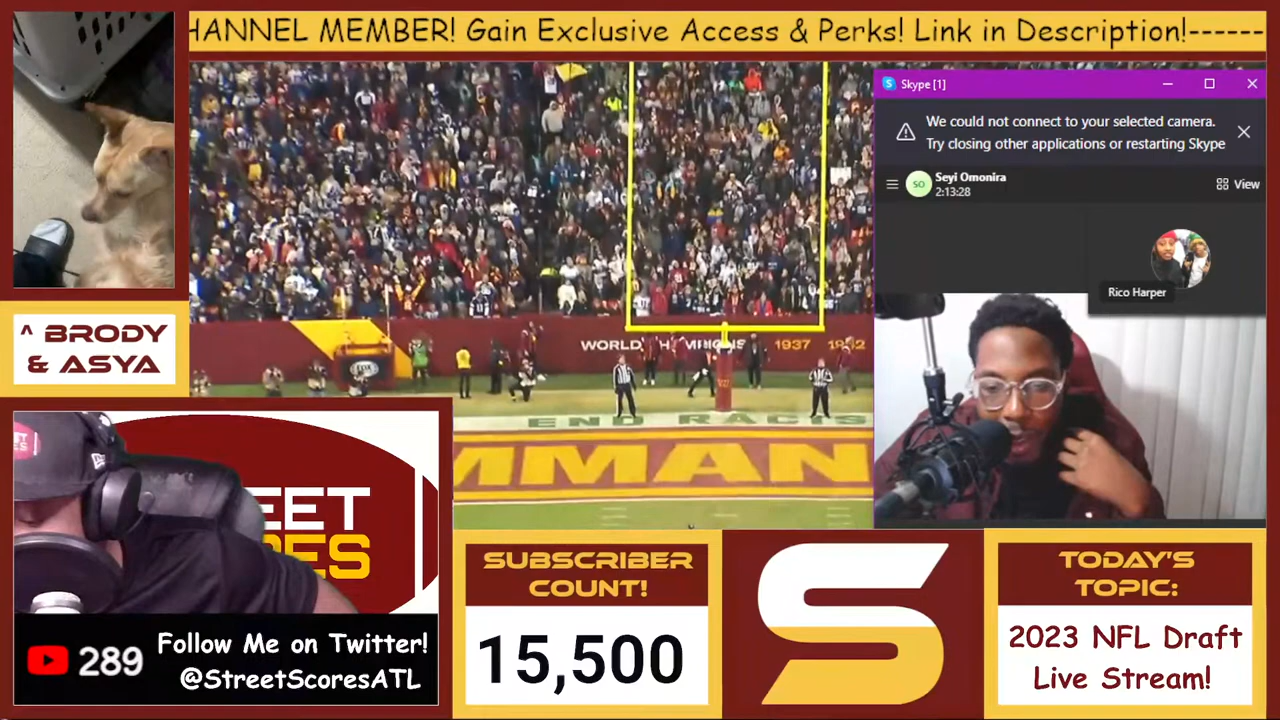 HANNEL MEMBER! Gain Exclusive Access & Perks! Link in Description!------
Skype [1]
We could not connect to your selected camera.
Try closing other applications or restarting Skype
SO
Seyi Omonira
2:13:28
View
Rico Harper
^ BRODY
& ASYA
WORLD CHAMPIONS 1937 1942
END RACIS
MMAN
EET
RES
289
Follow Me on Twitter!
@StreetScoresATL
SUBSCRIBER
COUNT!
15,500
S
TODAY'S
TOPIC:
2023 NFL Draft
Live Stream!